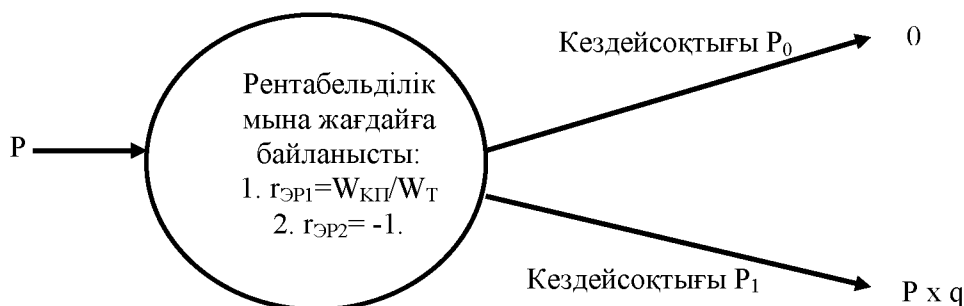 Кездейсоқтығы P₀
0
Рентабельділік
мына жағдайға
байланысты:
1. rЭР1=WКП/WТ
2. rЭР2= -1.
P
Кездейсоқтығы P₁
P x q